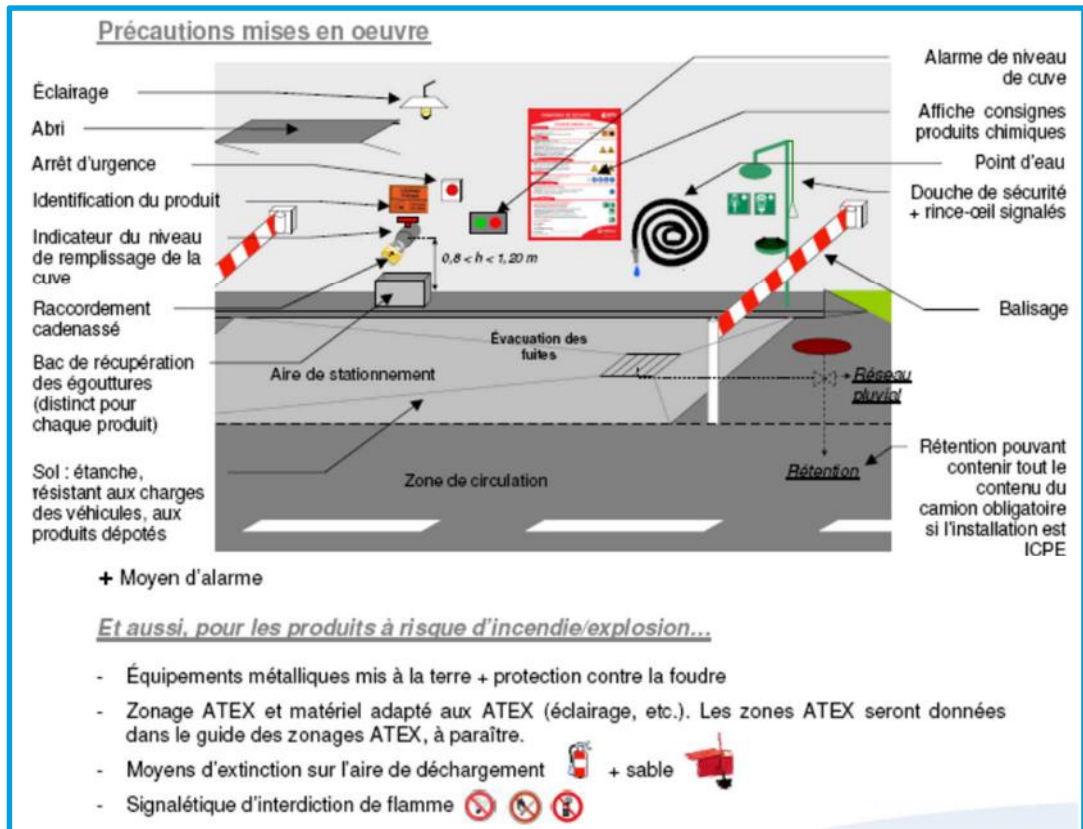 Précautions mises en oeuvre
Éclairage
Abri
Arrêt d'urgence
Identification du produit
Indicateur du niveau
de remplissage de la
cuve
Raccordement
cadenassé
Bac de récupération
des égouttures
(distinct pour
chaque produit)
Sol : étanche,
résistant aux charges
des véhicules, aux
produits dépotés
0,8 < h < 1,20 m
Évacuation des
fuites
Aire de stationnement
Zone de circulation
Réseau
pluvial
Rétention
Alarme de niveau
de cuve
Affiche consignes
produits chimiques
Point d'eau
Douche de sécurité
+ rince-œil signalés
Balisage
Rétention pouvant
contenir tout le
contenu du
camion obligatoire
si l'installation est
ICPE
+ Moyen d'alarme
Et aussi, pour les produits à risque d'incendie/explosion...
- Équipements métalliques mis à la terre + protection contre la foudre
- Zonage ATEX et matériel adapté aux ATEX (éclairage, etc.). Les zones ATEX seront données
dans le guide des zonages ATEX, à paraître.
- Moyens d'extinction sur l'aire de déchargement + sable
- Signalétique d'interdiction de flamme